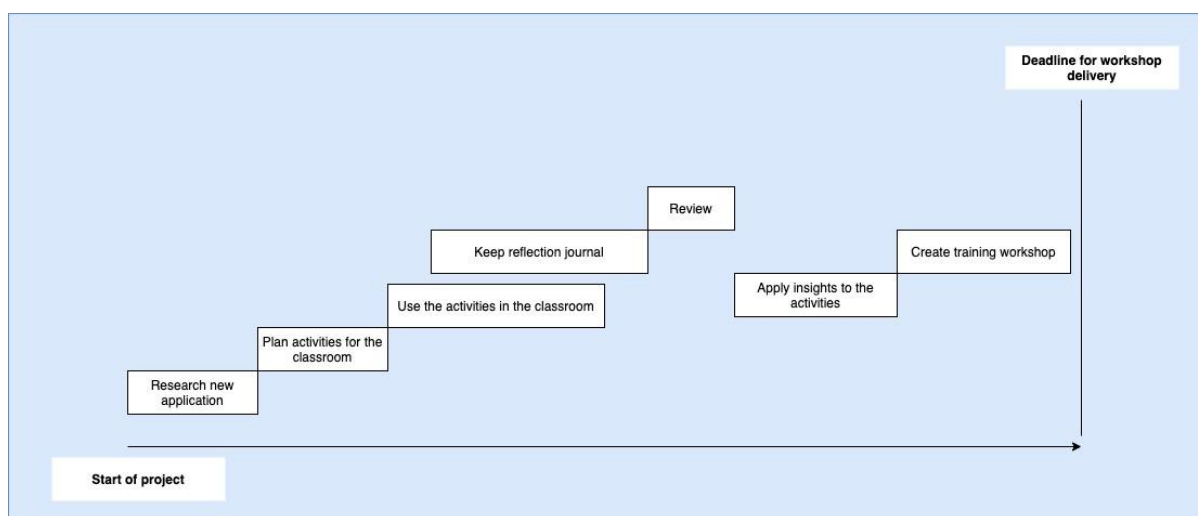 Deadline for workshop
delivery
Review
Keep reflection journal
Create training workshop
Apply insights to the
activities
Use the activities in the classroom
Plan activities for the
classroom
Research new
application
Start of project